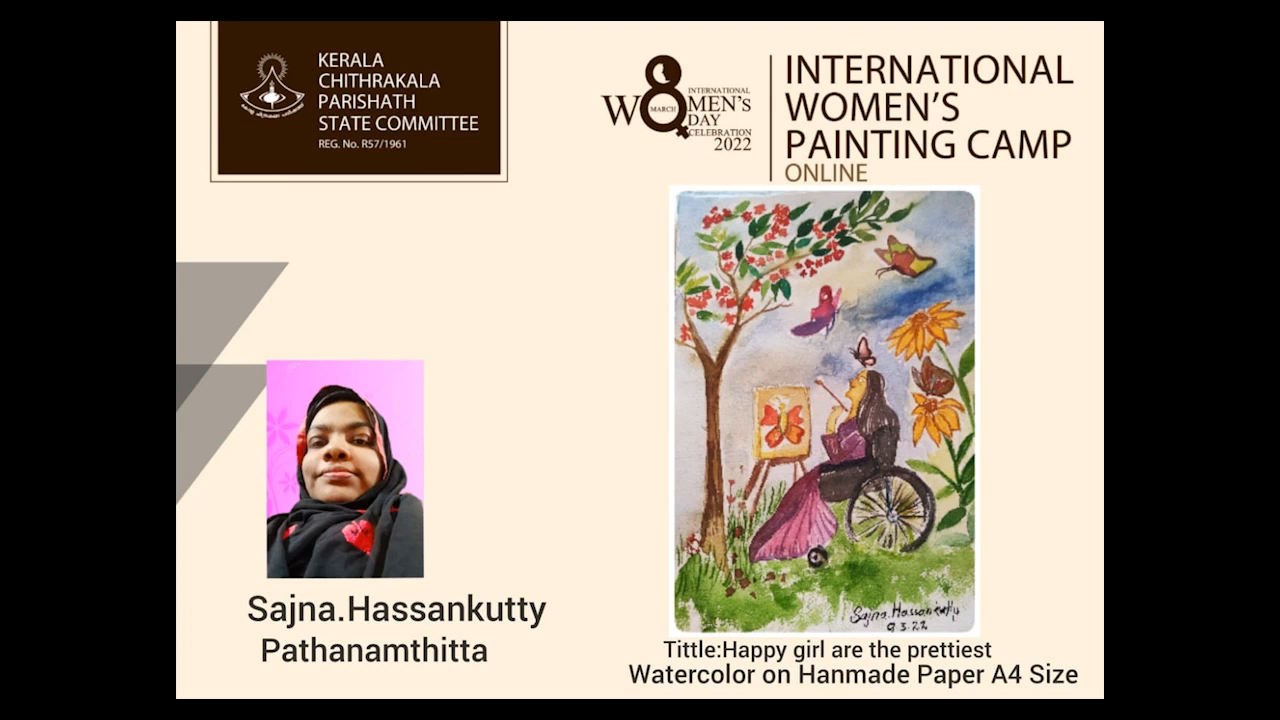 KERALA
CHITHRAKALA
PARISHATH
STATE COMMITTEE
REG. No. R57/1961
INTERNATIONAL
WOMEN'S
MARCH
DAY
CELEBRATION
2022
INTERNATIONAL
WOMEN'S
PAINTING CAMP
ONLINE
Sajna.Hassankutty
9.3.22
Sajna.Hassankutty
Pathanamthitta
Tittle:Happy girl are the prettiest
Watercolor on Hanmade Paper A4 Size